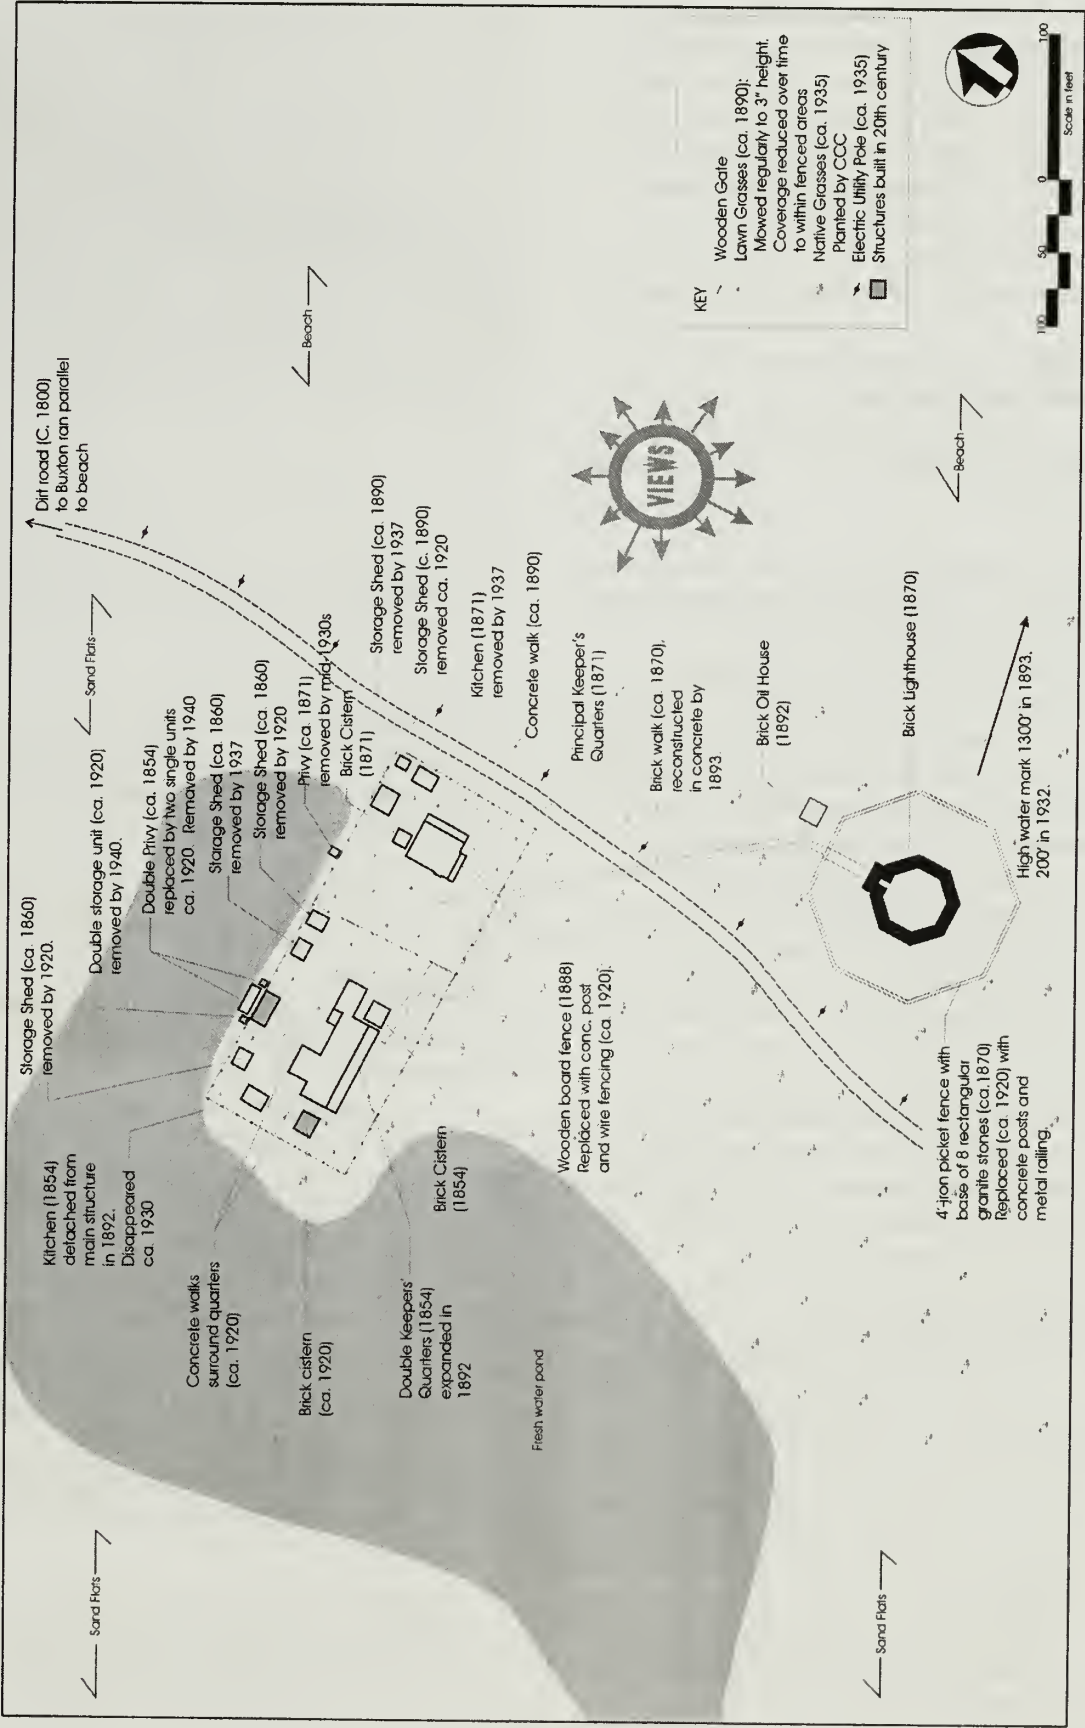 Dirt road (C. 1800)
to Buxton ran parallel
to beach
Sand Flats
Beach
Storage Shed (ca. 1860)
removed by 1920.
Double storage unit (ca. 1920)
removed by 1940.
Double Privy (ca. 1854)
replaced by two single units
ca. 1920. Removed by 1940
Storage Shed (ca. 1860)
removed by 1937
Storage Shed (ca. 1860)
removed by 1920
Privy (ca. 1871)
removed by mid-1930s
Brick Cistern
(1871)
Storage Shed (ca. 1890)
removed by 1937
Storage Shed (c. 1890)
removed ca. 1920
Kitchen (1871)
removed by 1937
Concrete walk (ca. 1890)
Principal Keeper's
Quarters (1871)
Brick walk (ca. 1870),
reconstructed
in concrete by
1893
Brick Oil House
(1892)
Brick Lighthouse (1870)
High water mark 1300' in 1893.
200' in 1932.
Kitchen (1854)
detached from
main structure
in 1892.
Disappeared
ca. 1930
Concrete walks
surround quarters
(ca. 1920)
Brick cistern
(ca. 1920)
Double Keepers'
Quarters (1854)
expanded in
1892
Brick Cistern
(1854)
Fresh water pond
Wooden board fence (1888)
Replaced with conc. post
and wire fencing (ca. 1920).
4'-iron picket fence with
base of 8 rectangular
granite stones (ca.1870)
Replaced (ca. 1920) with
concrete posts and
metal railing.
Sand Flats
Sand Flats
Beach
VIEWS
KEY
Wooden Gate
Lawn Grasses (ca. 1890):
Mowed regularly to 3" height.
Coverage reduced over time
to within fenced areas
Native Grasses (ca. 1935)
Planted by CCC
Electric Utility Pole (ca. 1935)
Structures built in 20th century
100 50 0 100
Scale in feet